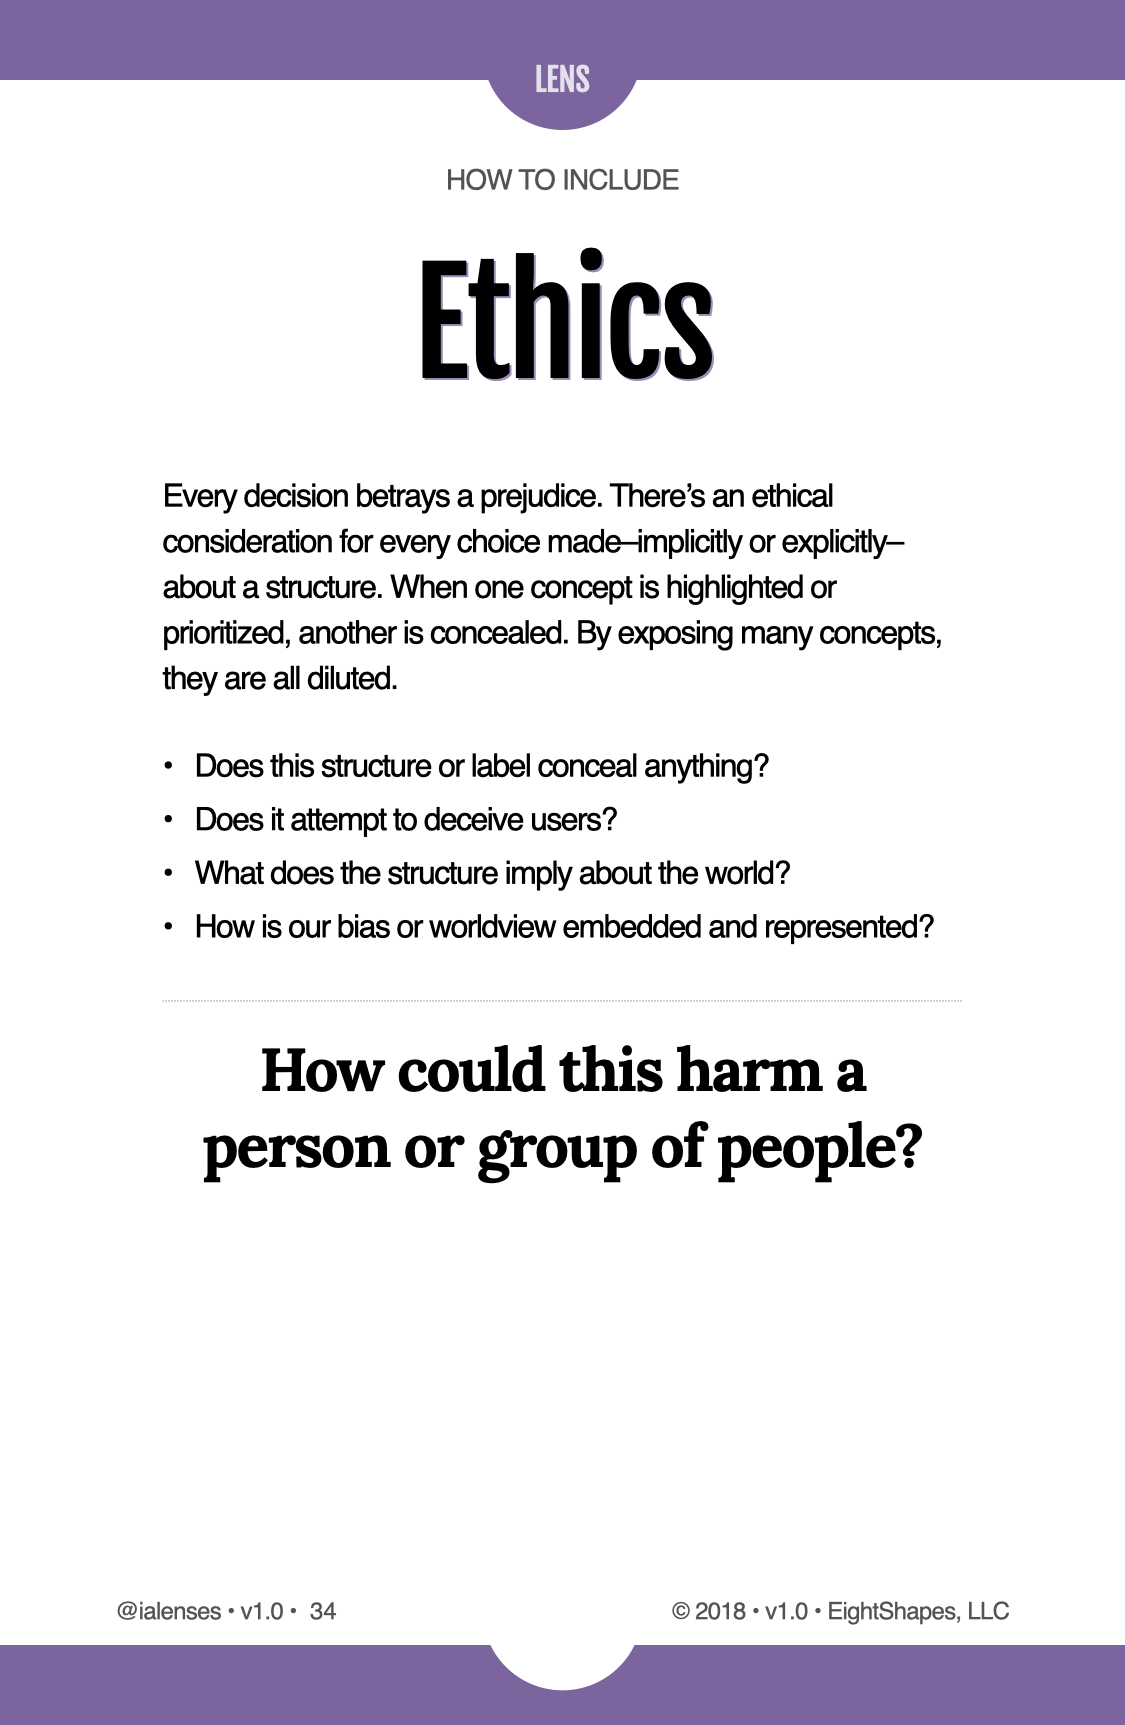 LENS
HOW TO INCLUDE
Ethics
Every decision betrays a prejudice. There’s an ethical
consideration for every choice made—implicitly or explicitly—
about a structure. When one concept is highlighted or
prioritized, another is concealed. By exposing many concepts,
they are all diluted.
• Does this structure or label conceal anything?
• Does it attempt to deceive users?
• What does the structure imply about the world?
• How is our bias or worldview embedded and represented?
How could this harm a
person or group of people?
@ialenses • v1.0 • 34
© 2018 • v1.0 • EightShapes, LLC